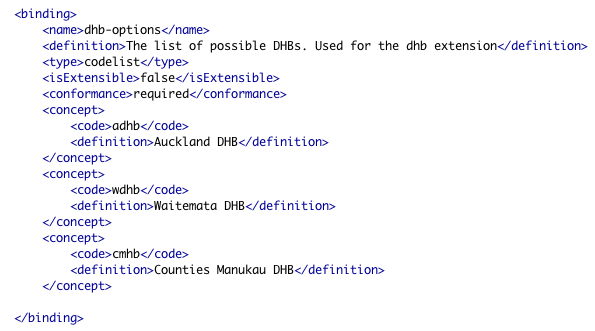 <binding>
<name>dhb-options</name>
<definition>The list of possible DHBs. Used for the dhb extension</definition>
<type>codelist</type>
<isExtensible>false</isExtensible>
<conformance>required</conformance>
<concept>
<code>adhb</code>
<definition>Auckland DHB</definition>
</concept>
<concept>
<code>wdhb</code>
<definition>Waitemata DHB</definition>
</concept>
<concept>
<code>cmhb</code>
<definition>Counties Manukau DHB</definition>
</concept>
</binding>